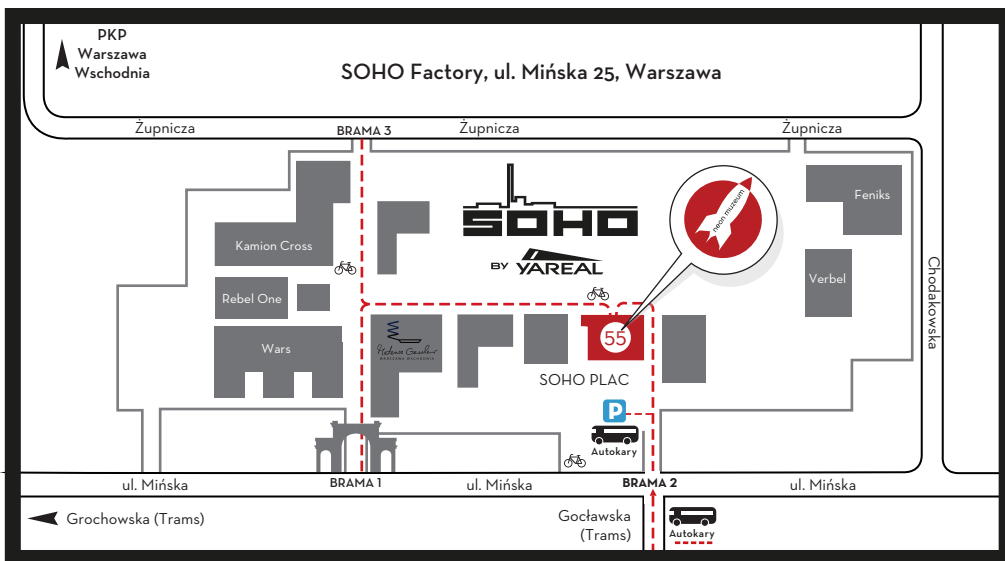 PKP
Warszawa
Wschodnia
SOHO Factory, ul. Mińska 25, Warszawa
Żupnicza
BRAMA 3
Żupnicza
Żupnicza
SOHO
BY YAREAL
neon muzeum
Feniks
Kamion Cross
Rebel One
Verbel
Chodakowska
Wars
WARSZAWA WSCHODNIA
55
SOHO PLAC
P
Autokary
ul. Mińska
BRAMA 1
ul. Mińska
BRAMA 2
ul. Mińska
Grochowska (Trams)
Gocławska
(Trams)
Autokary